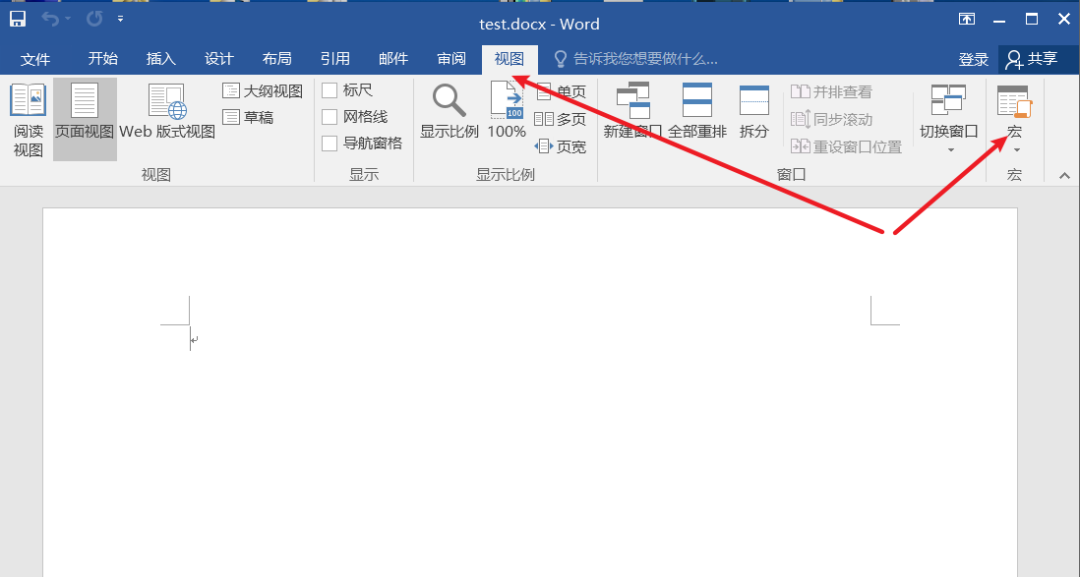 test.docx - Word
文件 开始 插入 设计 布局 引用 邮件 审阅 视图 告诉我您想要做什么... 登录 共享
阅读
视图
页面视图
Web 版式视图
大纲视图
草稿
视图
标尺
网格线
导航窗格
显示
显示比例
100
100%
单页
多页
页宽
显示比例
新建窗口
全部重排
拆分
并排查看
同步滚动
重设窗口位置
切换窗口
窗口
宏
宏